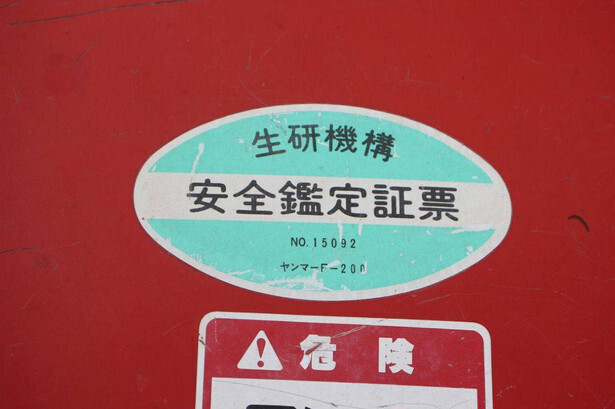 生研機構
安全鑑定証票
NO.15092
ヤンマーF-200
危険